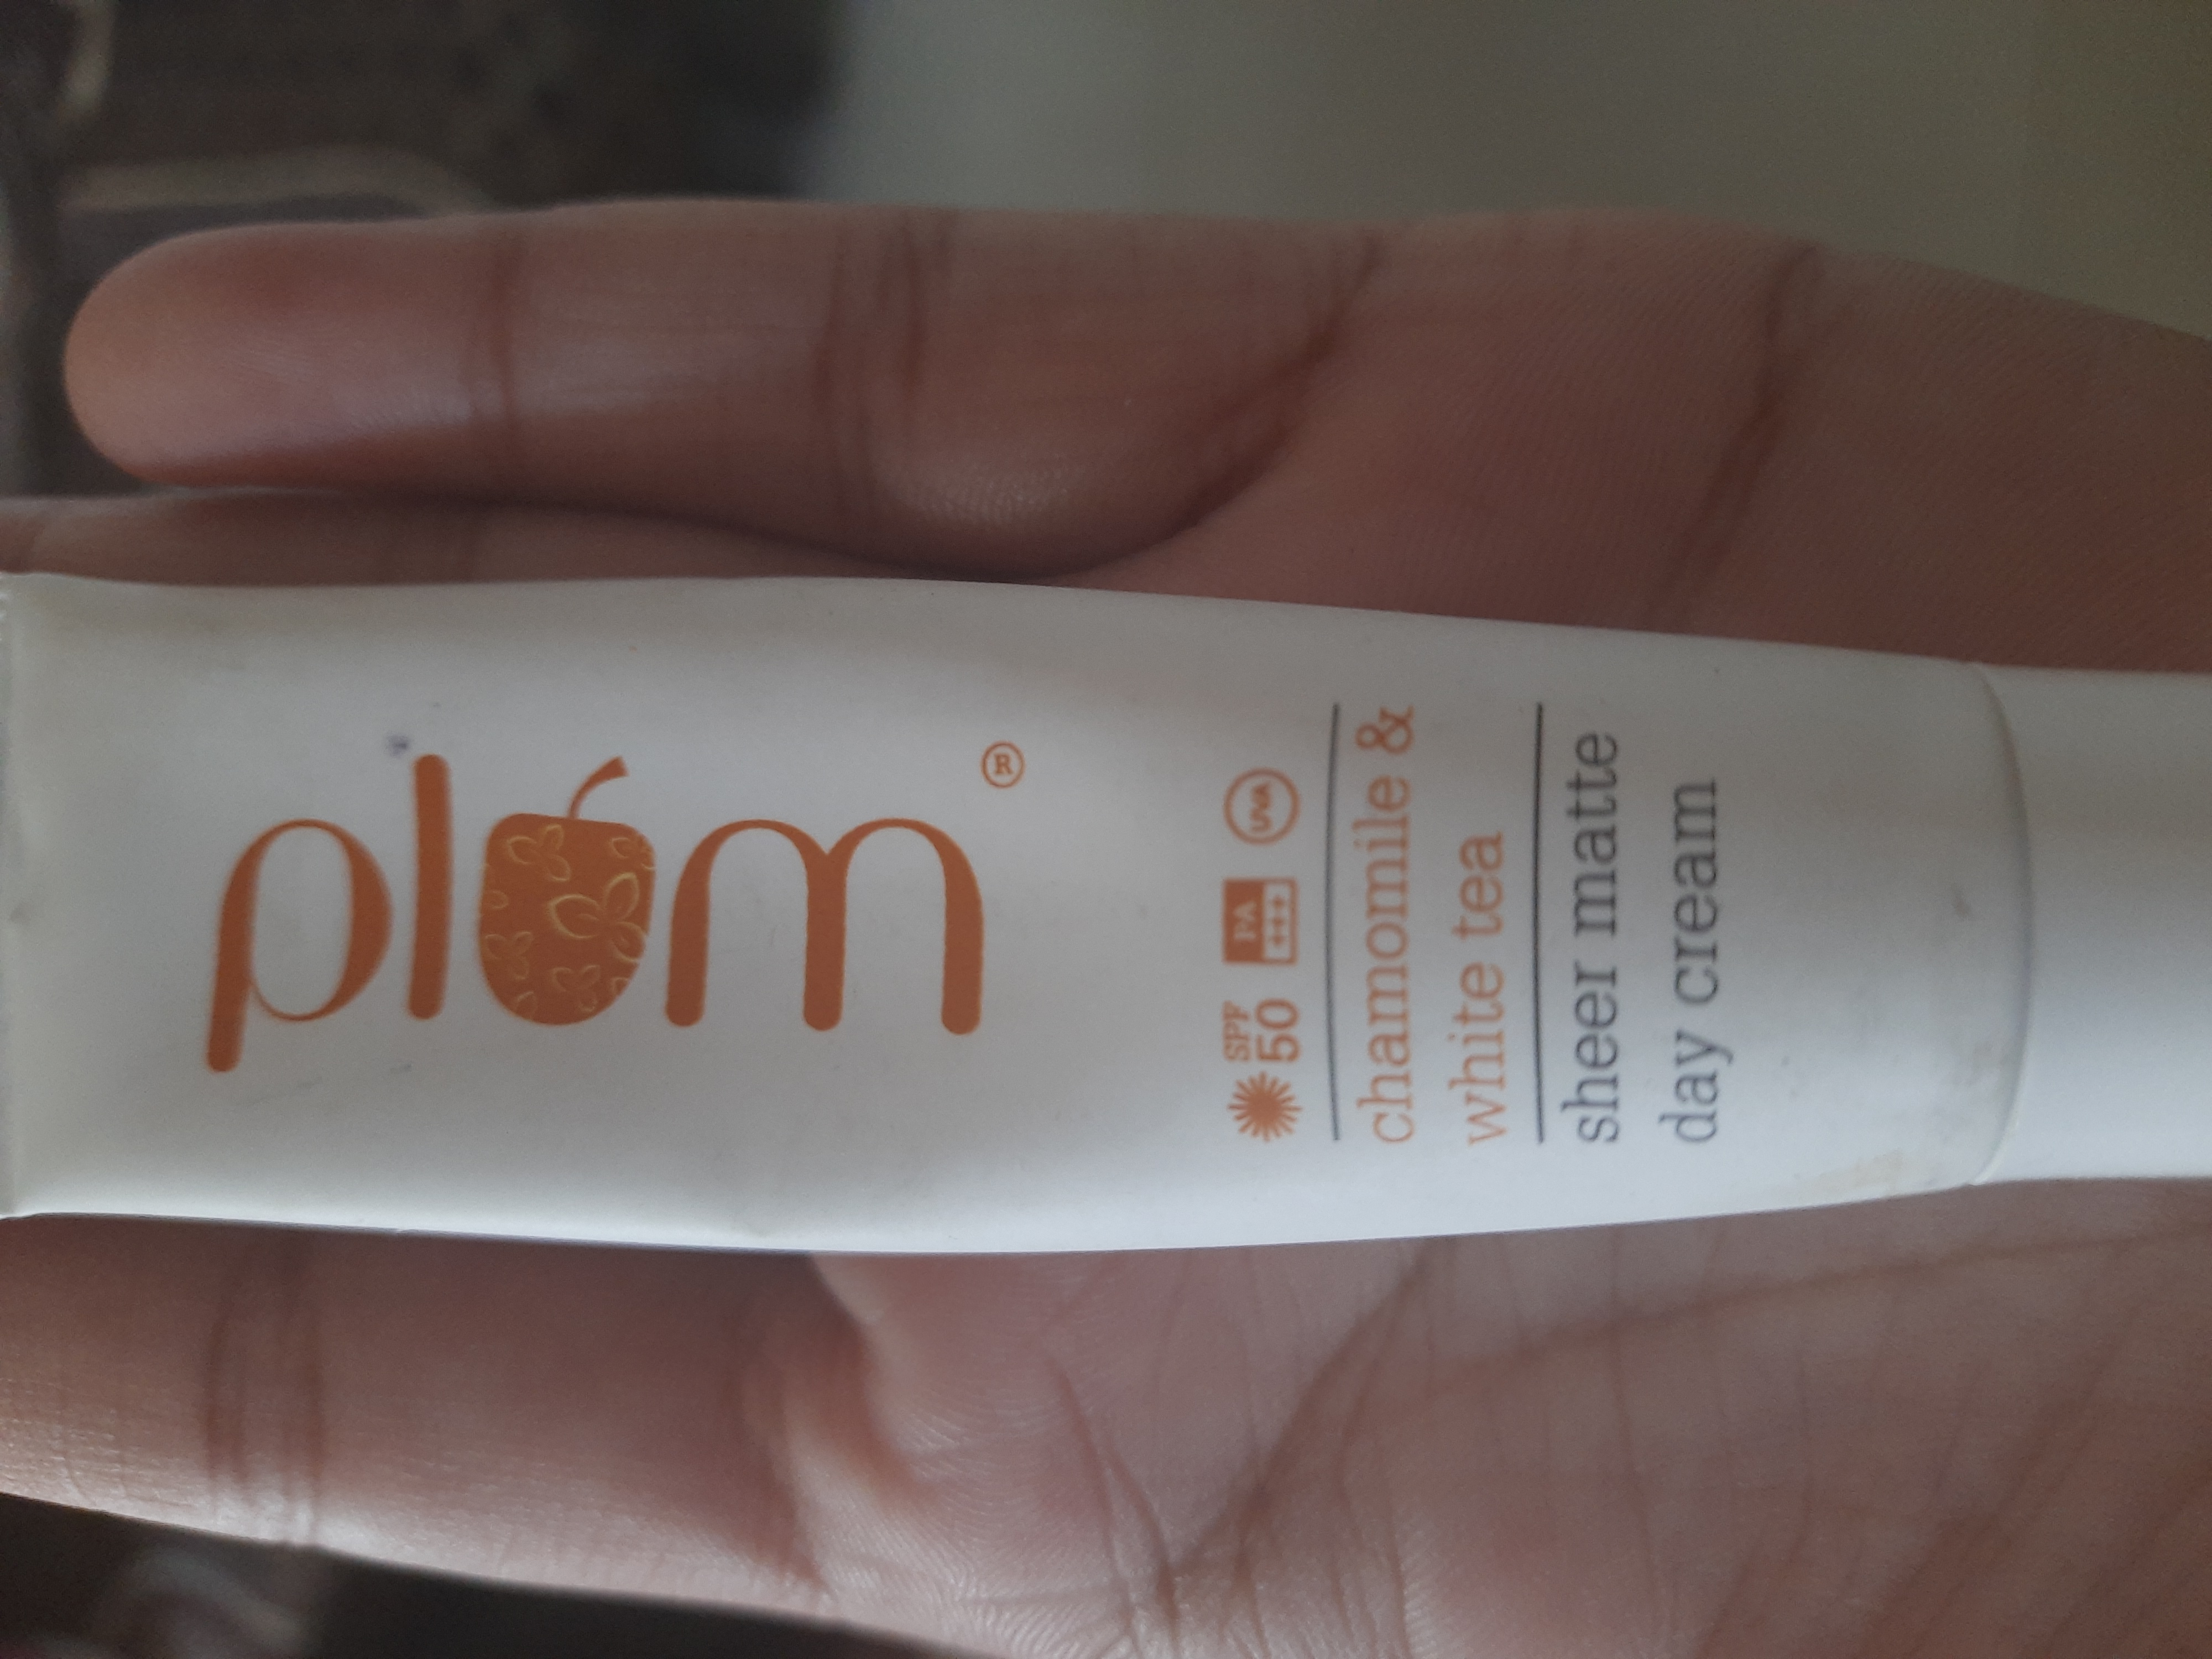 plum®
SPF 50 PA +++ UVA
chamomile &
white tea
sheer matte
day cream